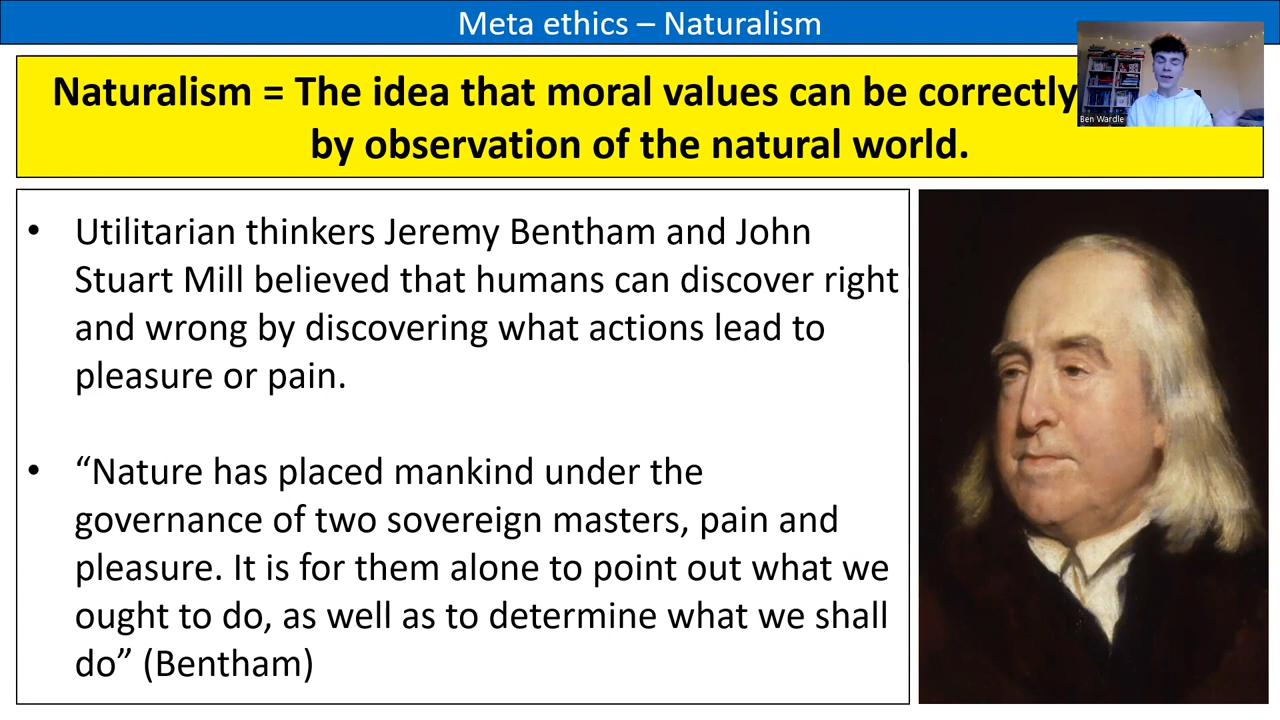 Meta ethics – Naturalism
Naturalism = The idea that moral values can be correctly
by observation of the natural world.
Ben Wardle
• Utilitarian thinkers Jeremy Bentham and John
Stuart Mill believed that humans can discover right
and wrong by discovering what actions lead to
pleasure or pain.
• “Nature has placed mankind under the
governance of two sovereign masters, pain and
pleasure. It is for them alone to point out what we
ought to do, as well as to determine what we shall
do” (Bentham)